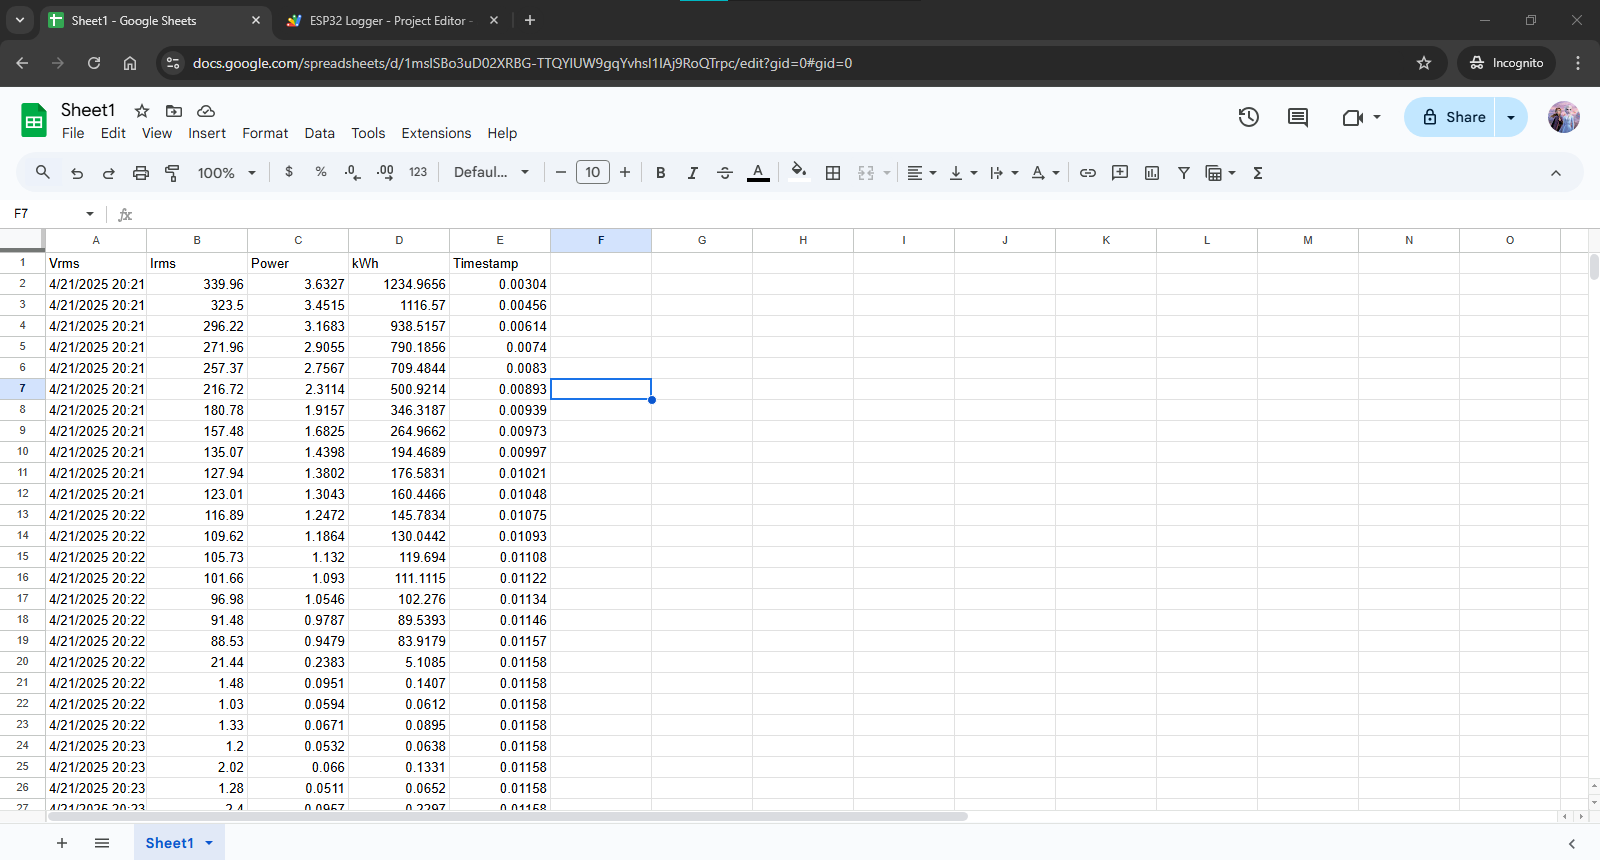 Sheet1 - Google Sheets
ESP32 Logger - Project Editor -
docs.google.com/spreadsheets/d/1mslSBo3uD02XRBG-TTQYlUW9gqYvhsl1IAj9RoQTrpc/edit?gid=0#gid=0
Incognito
Sheet1
File Edit View Insert Format Data Tools Extensions Help
Share
100% $ % .0 .00 123 Defaul... 10 B I S A A Σ
F7 fx
A B C D E F G H I J K L M N O
1 Vrms Irms Power kWh Timestamp
2 4/21/2025 20:21 339.96 3.6327 1234.9656 0.00304
3 4/21/2025 20:21 323.5 3.4515 1116.57 0.00456
4 4/21/2025 20:21 296.22 3.1683 938.5157 0.00614
5 4/21/2025 20:21 271.96 2.9055 790.1856 0.0074
6 4/21/2025 20:21 257.37 2.7567 709.4844 0.0083
7 4/21/2025 20:21 216.72 2.3114 500.9214 0.00893
8 4/21/2025 20:21 180.78 1.9157 346.3187 0.00939
9 4/21/2025 20:21 157.48 1.6825 264.9662 0.00973
10 4/21/2025 20:21 135.07 1.4398 194.4689 0.00997
11 4/21/2025 20:21 127.94 1.3802 176.5831 0.01021
12 4/21/2025 20:21 123.01 1.3043 160.4466 0.01048
13 4/21/2025 20:22 116.89 1.2472 145.7834 0.01075
14 4/21/2025 20:22 109.62 1.1864 130.0442 0.01093
15 4/21/2025 20:22 105.73 1.132 119.694 0.01108
16 4/21/2025 20:22 101.66 1.093 111.1115 0.01122
17 4/21/2025 20:22 96.98 1.0546 102.276 0.01134
18 4/21/2025 20:22 91.48 0.9787 89.5393 0.01146
19 4/21/2025 20:22 88.53 0.9479 83.9179 0.01157
20 4/21/2025 20:22 21.44 0.2383 5.1085 0.01158
21 4/21/2025 20:22 1.48 0.0951 0.1407 0.01158
22 4/21/2025 20:22 1.03 0.0594 0.0612 0.01158
23 4/21/2025 20:22 1.33 0.0671 0.0895 0.01158
24 4/21/2025 20:23 1.2 0.0532 0.0638 0.01158
25 4/21/2025 20:23 2.02 0.066 0.1331 0.01158
26 4/21/2025 20:23 1.28 0.0511 0.0652 0.01158
27 4/21/2025 20:23 2.4 0.0957 0.2297 0.01158
Sheet1